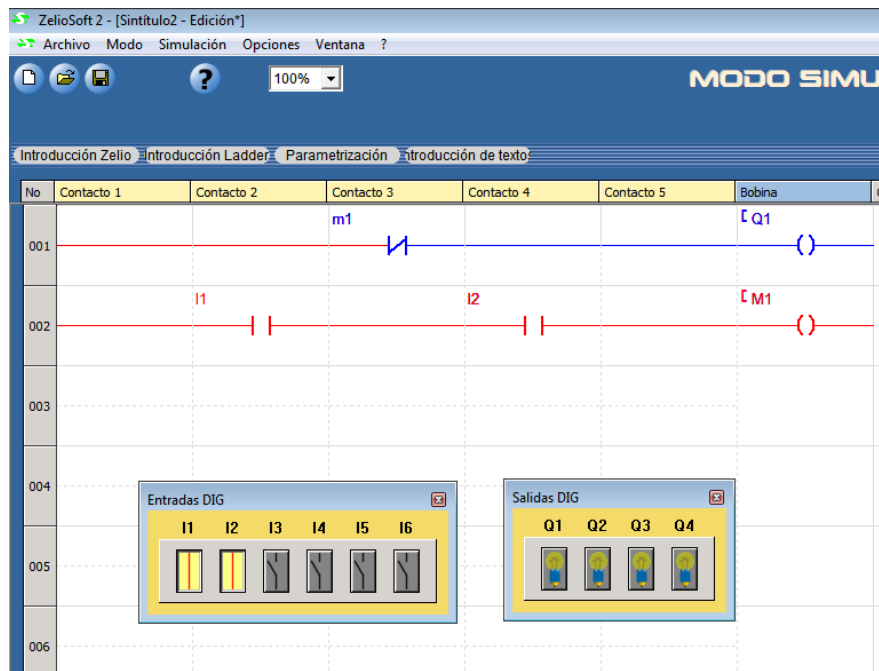 ZelioSoft 2 - [Sintítulo2 - Edición*]
Archivo Modo Simulación Opciones Ventana ?
? 100% MODO SIMU
Introducción Zelio Introducción Ladder Parametrización ntroducción de textos
No Contacto 1 Contacto 2 Contacto 3 Contacto 4 Contacto 5 Bobina
m1 [ Q1
001
I1 I2 [ M1
002
003
004
Entradas DIG
I1 I2 I3 I4 I5 I6
Salidas DIG
Q1 Q2 Q3 Q4
005
006